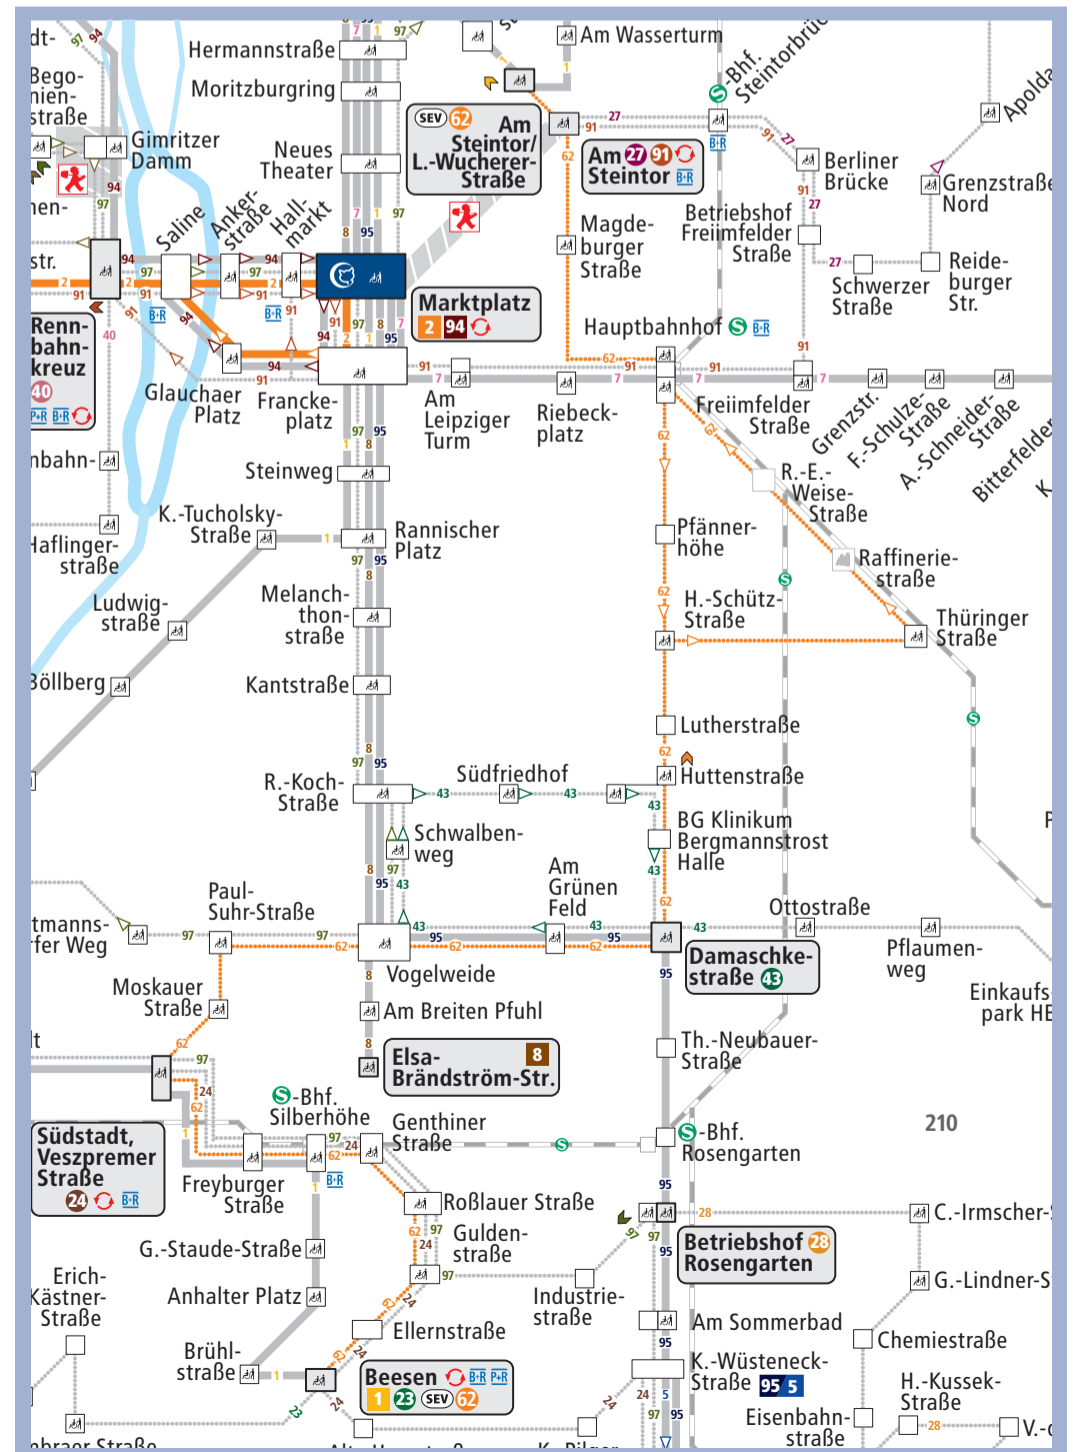 Hermannstraße
Moritzburgring
Neues
Theater
Am Wasserturm
SEV 62
Am
Steintor/
L.-Wucherer-
Straße
Am 27 91
Steintor B+R
S-Bhf.
B+R
Berliner
Brücke
Grenzstraße
Nord
Betriebshof
Freiimfelder
Straße
Schwerzer
Straße
Reide-
burger
Str.
Magde-
burger
Straße
Hauptbahnhof S B+R
Bego-
nien-
straße
Gimritzer
Damm
Saline
Anker-
straße
Hall-
markt
str.
Marktplatz
2 94
Renn-
bahn-
kreuz
40
P+R B+R
B+R
B+R
Glauchaer
Platz
Francke-
platz
Am
Leipziger
Turm
Riebeck-
platz
Freiimfelder
Straße
Grenzstr.
F.-Schulze-
Straße
A.-Schneider-
Straße
Bitterfelder
nbahn-
Haflinger-
straße
Steinweg
K.-Tucholsky-
Straße
Rannischer
Platz
R.-E.-
Weise-
Straße
Pfänner-
höhe
Raffinerie-
straße
Ludwig-
straße
Melanch-
thon-
straße
H.-Schütz-
Straße
Thüringer
Straße
Böllberg
Kantstraße
Lutherstraße
R.-Koch-
Straße
Südfriedhof
Huttenstraße
Schwalben-
weg
BG Klinikum
Bergmannstrost
Halle
Paul-
Suhr-Straße
Am
Grünen
Feld
Ottostraße
tmanns-
rfer Weg
Vogelweide
Damaschke-
straße 43
Pflaumen-
weg
Moskauer
Straße
Am Breiten Pfuhl
Einkaufs-
park HE
Elsa- 8
Brändström-Str.
Th.-Neubauer-
Straße
S-Bhf.
Silberhöhe
Genthiner
Straße
S-Bhf.
Rosengarten
210
Südstadt,
Veszpremer
Straße
24 B+R
Freyburger
Straße
B+R
Roßlauer Straße
C.-Irmscher-S
G.-Staude-Straße
Gulden-
straße
Betriebshof 28
Rosengarten
Erich-
Kästner-
Straße
Anhalter Platz
Industrie-
straße
G.-Lindner-S
Ellernstraße
Am Sommerbad
Chemiestraße
Brühl-
straße
Beesen B+R P+R
1 23 SEV 62
K.-Wüsteneck-
Straße 95/5
H.-Kussek-
Straße
Eisenbahn-
straße
V.-